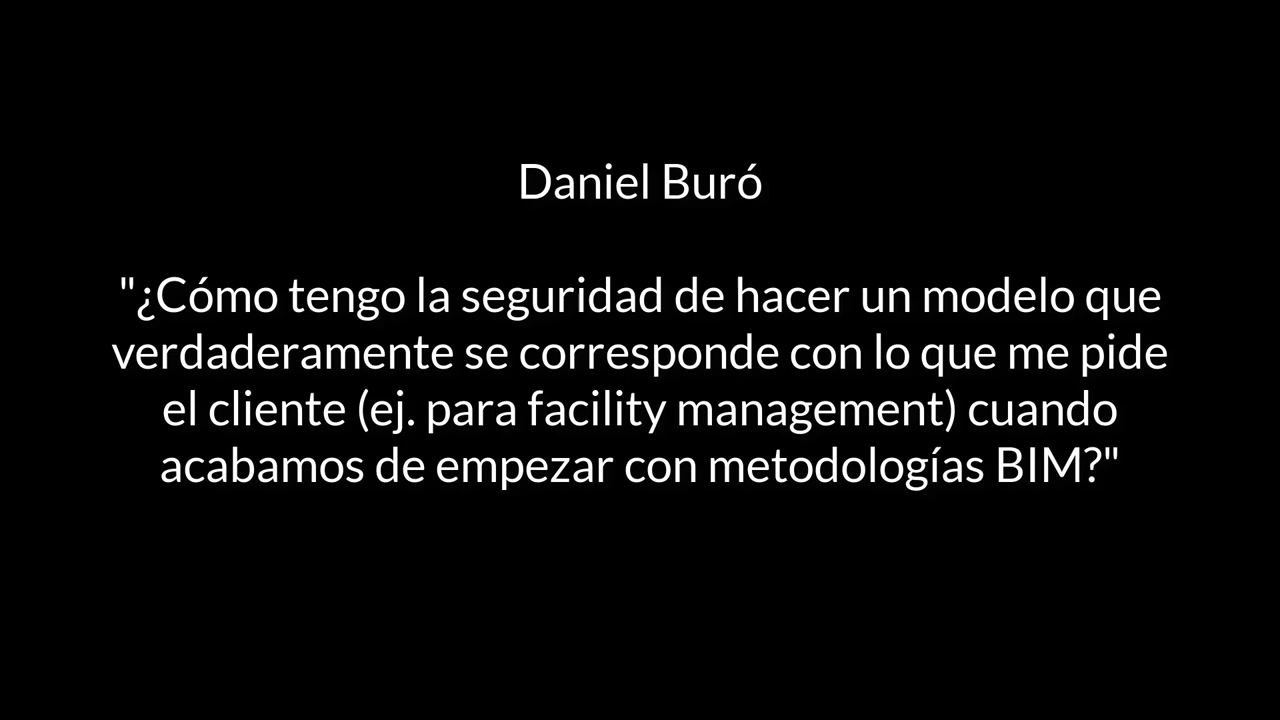 Daniel Buró
"¿Cómo tengo la seguridad de hacer un modelo que
verdaderamente se corresponde con lo que me pide
el cliente (ej. para facility management) cuando
acabamos de empezar con metodologías BIM?"